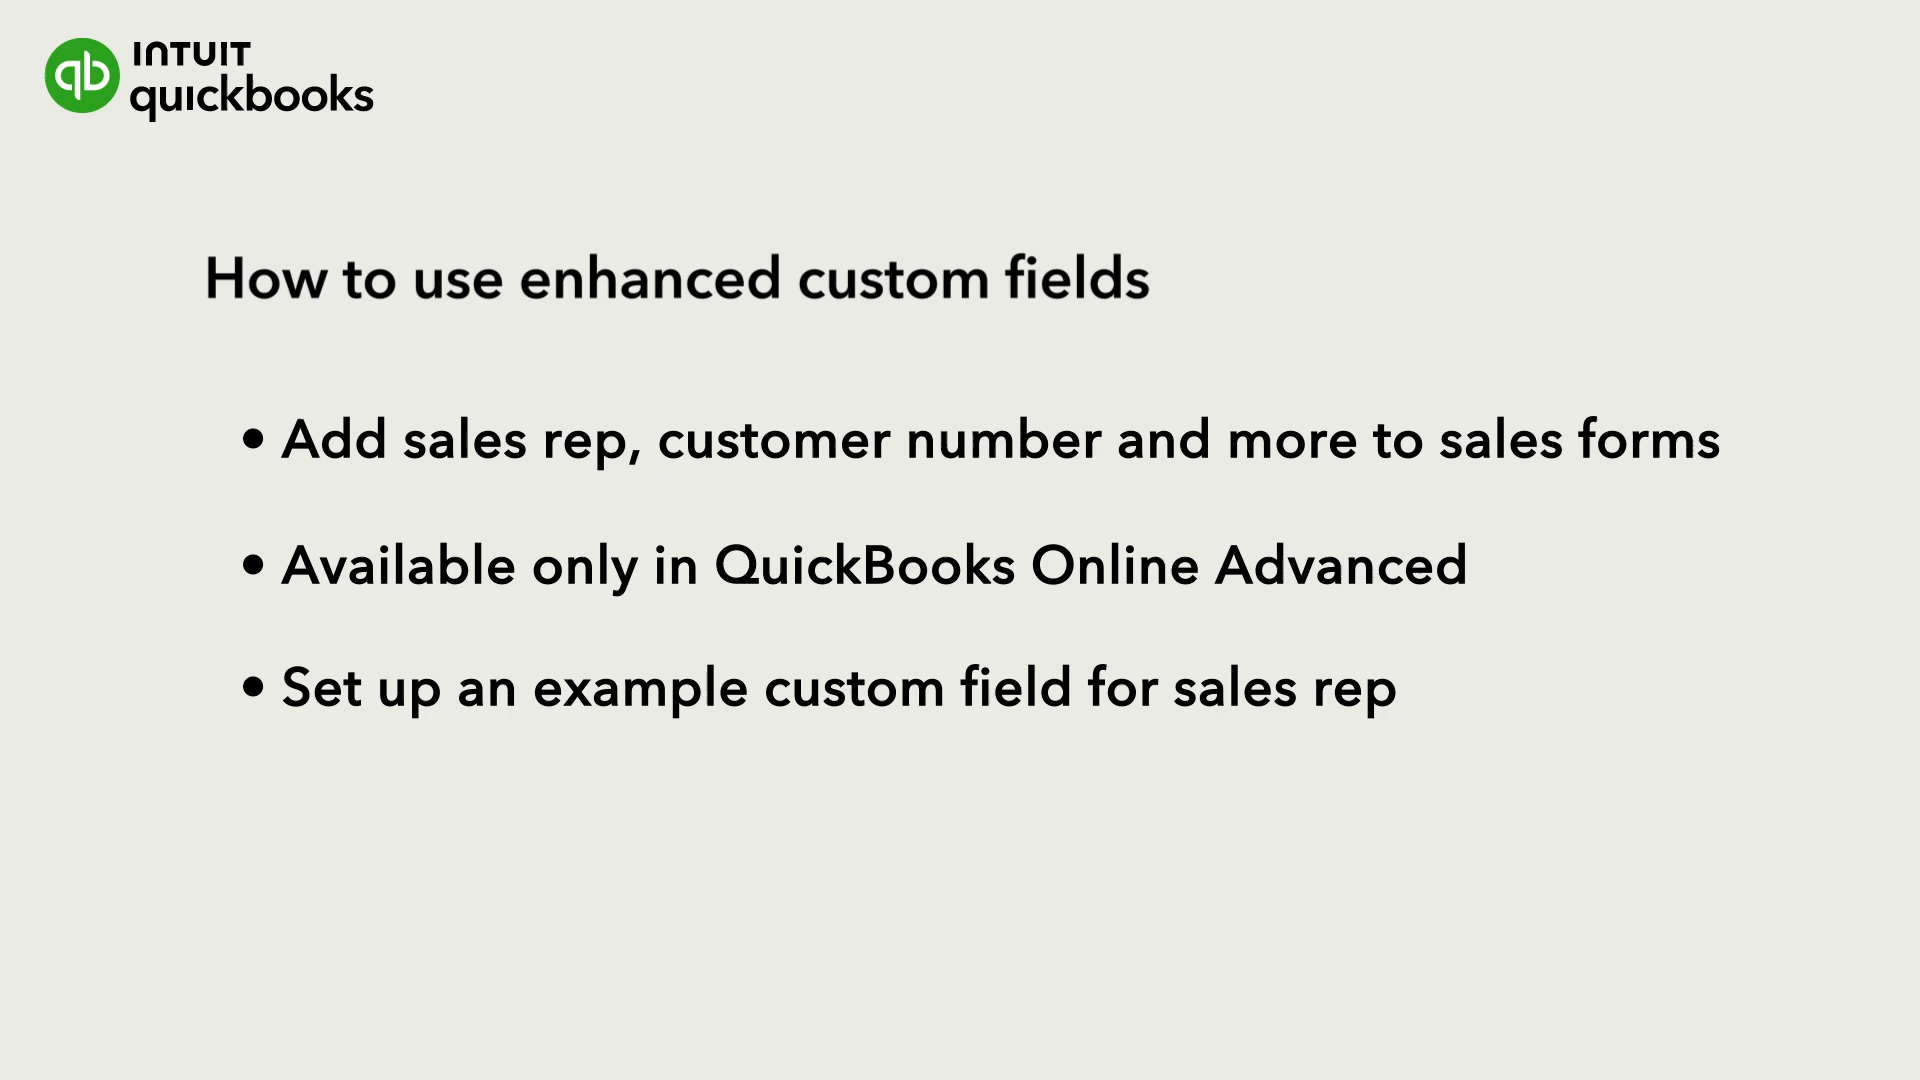 INTUIT
quickbooks
How to use enhanced custom fields
• Add sales rep, customer number and more to sales forms
• Available only in QuickBooks Online Advanced
• Set up an example custom field for sales rep